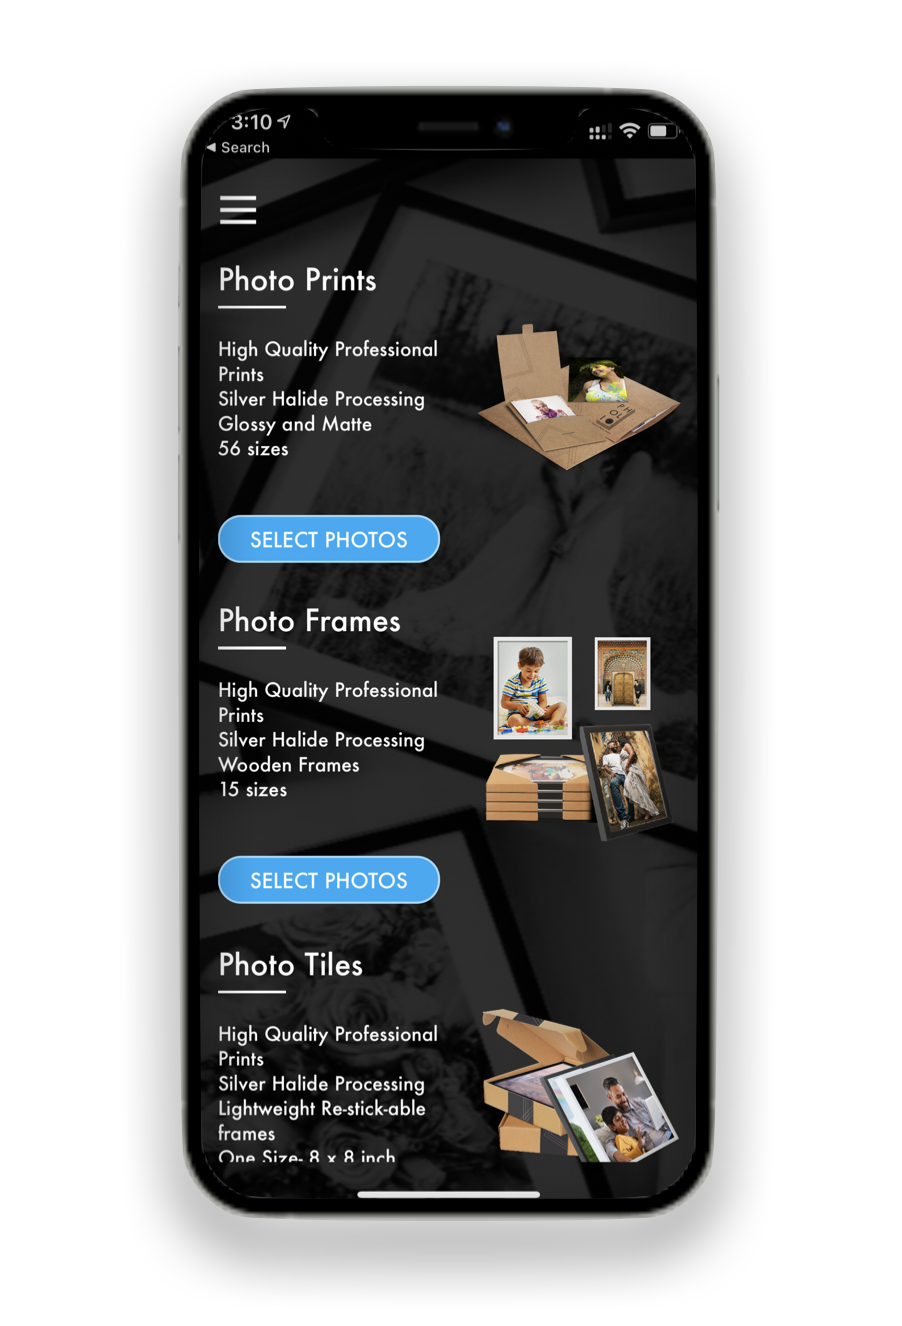 3:10
◀ Search
Photo Prints
High Quality Professional
Prints
Silver Halide Processing
Glossy and Matte
56 sizes
SELECT PHOTOS
Photo Frames
High Quality Professional
Prints
Silver Halide Processing
Wooden Frames
15 sizes
SELECT PHOTOS
Photo Tiles
High Quality Professional
Prints
Silver Halide Processing
Lightweight Re-stick-able
frames
One Size- 8 x 8 inch